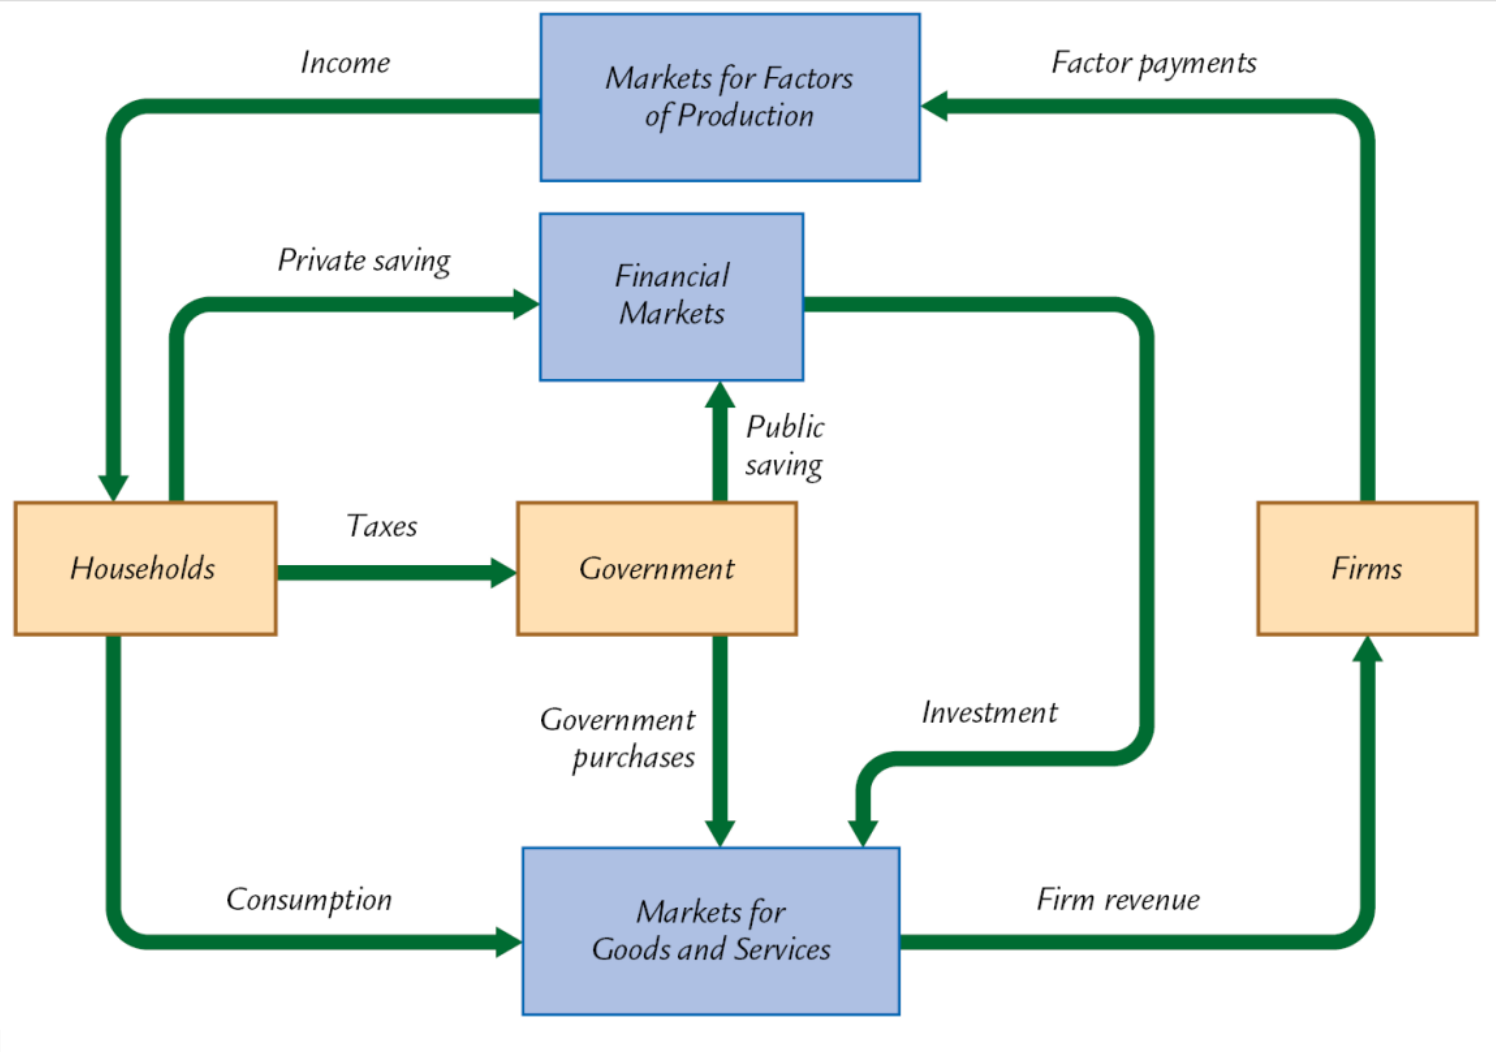 Income
Markets for Factors
of Production
Factor payments
Private saving
Financial
Markets
Public
saving
Households
Taxes
Government
Firms
Government
purchases
Investment
Consumption
Markets for
Goods and Services
Firm revenue